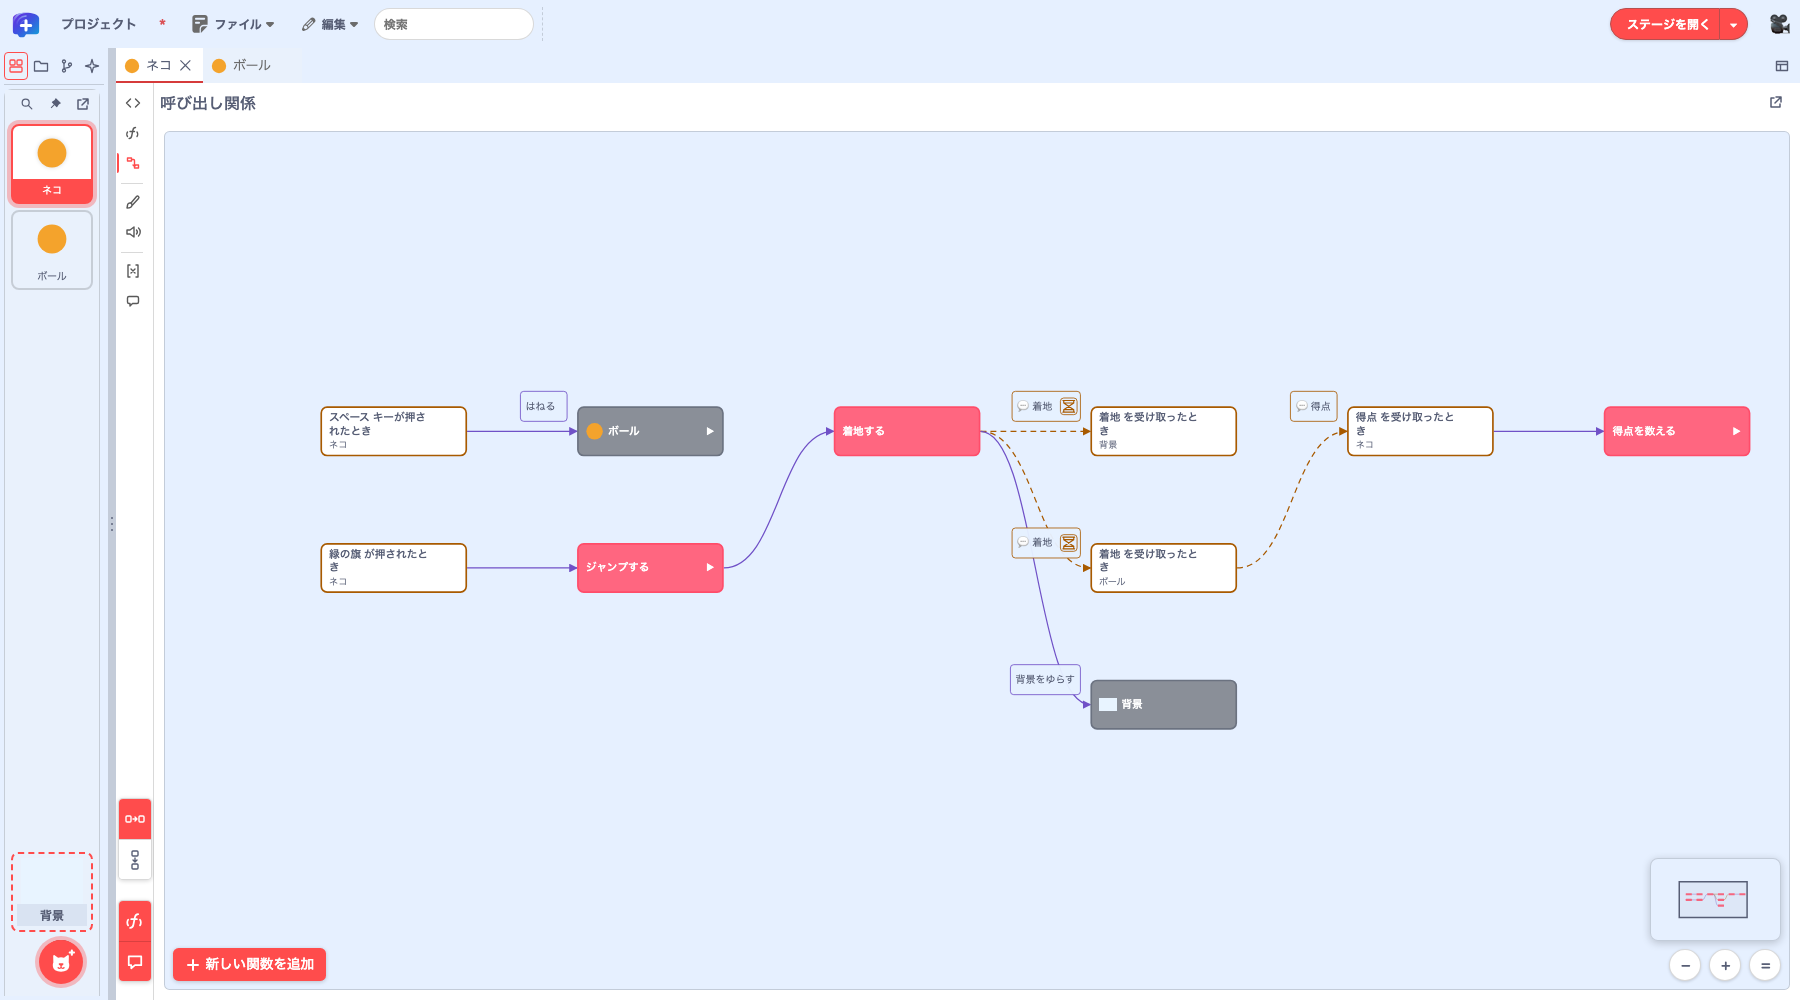 プロジェクト * ファイル 編集 検索 ステージを開く
ネコ ボール
呼び出し関係
ネコ
ボール
背景
はねる
スペース キーが押さ
れたとき
ネコ
ボール
着地する
着地
着地 を受け取ったと
き
背景
得点
得点 を受け取ったと
き
ネコ
得点を数える
緑の旗 が押されたと
き
ネコ
ジャンプする
着地
着地 を受け取ったと
き
ボール
背景をゆらす
背景
新しい関数を追加